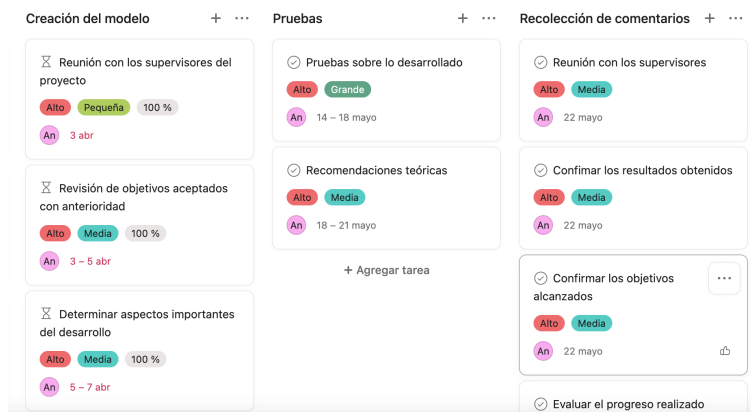 Creación del modelo
Reunión con los supervisores del
proyecto
Alto Pequeña 100 %
An 3 abr
Revisión de objetivos aceptados
con anterioridad
Alto Media 100 %
An 3 – 5 abr
Determinar aspectos importantes
del desarrollo
Alto Media 100 %
An 5 – 7 abr
Pruebas
Pruebas sobre lo desarrollado
Alto Grande
An 14 – 18 mayo
Recomendaciones teóricas
Alto Media
An 18 – 21 mayo
+ Agregar tarea
Recolección de comentarios
Reunión con los supervisores
Alto Media
An 22 mayo
Confimar los resultados obtenidos
Alto Media
An 22 mayo
Confirmar los objetivos
alcanzados
Alto Media
An 22 mayo
Evaluar el progreso realizado